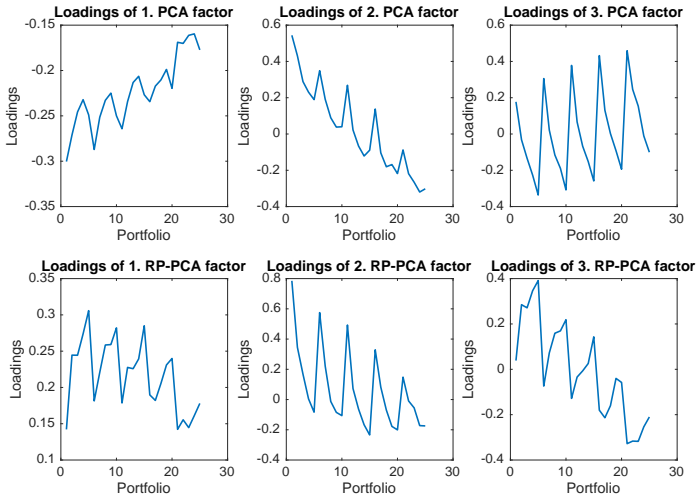 Loadings of 1. PCA factor
Loadings of 2. PCA factor
Loadings of 3. PCA factor
-0.15
-0.2
-0.25
-0.3
-0.35
Loadings
0 10 20 30
Portfolio
0.6
0.4
0.2
0
-0.2
-0.4
Loadings
0 10 20 30
Portfolio
0.6
0.4
0.2
0
-0.2
-0.4
Loadings
0 10 20 30
Portfolio
Loadings of 1. RP-PCA factor
Loadings of 2. RP-PCA factor
Loadings of 3. RP-PCA factor
0.35
0.3
0.25
0.2
0.15
0.1
Loadings
0 10 20 30
Portfolio
0.8
0.6
0.4
0.2
0
-0.2
-0.4
Loadings
0 10 20 30
Portfolio
0.4
0.2
0
-0.2
-0.4
Loadings
0 10 20 30
Portfolio